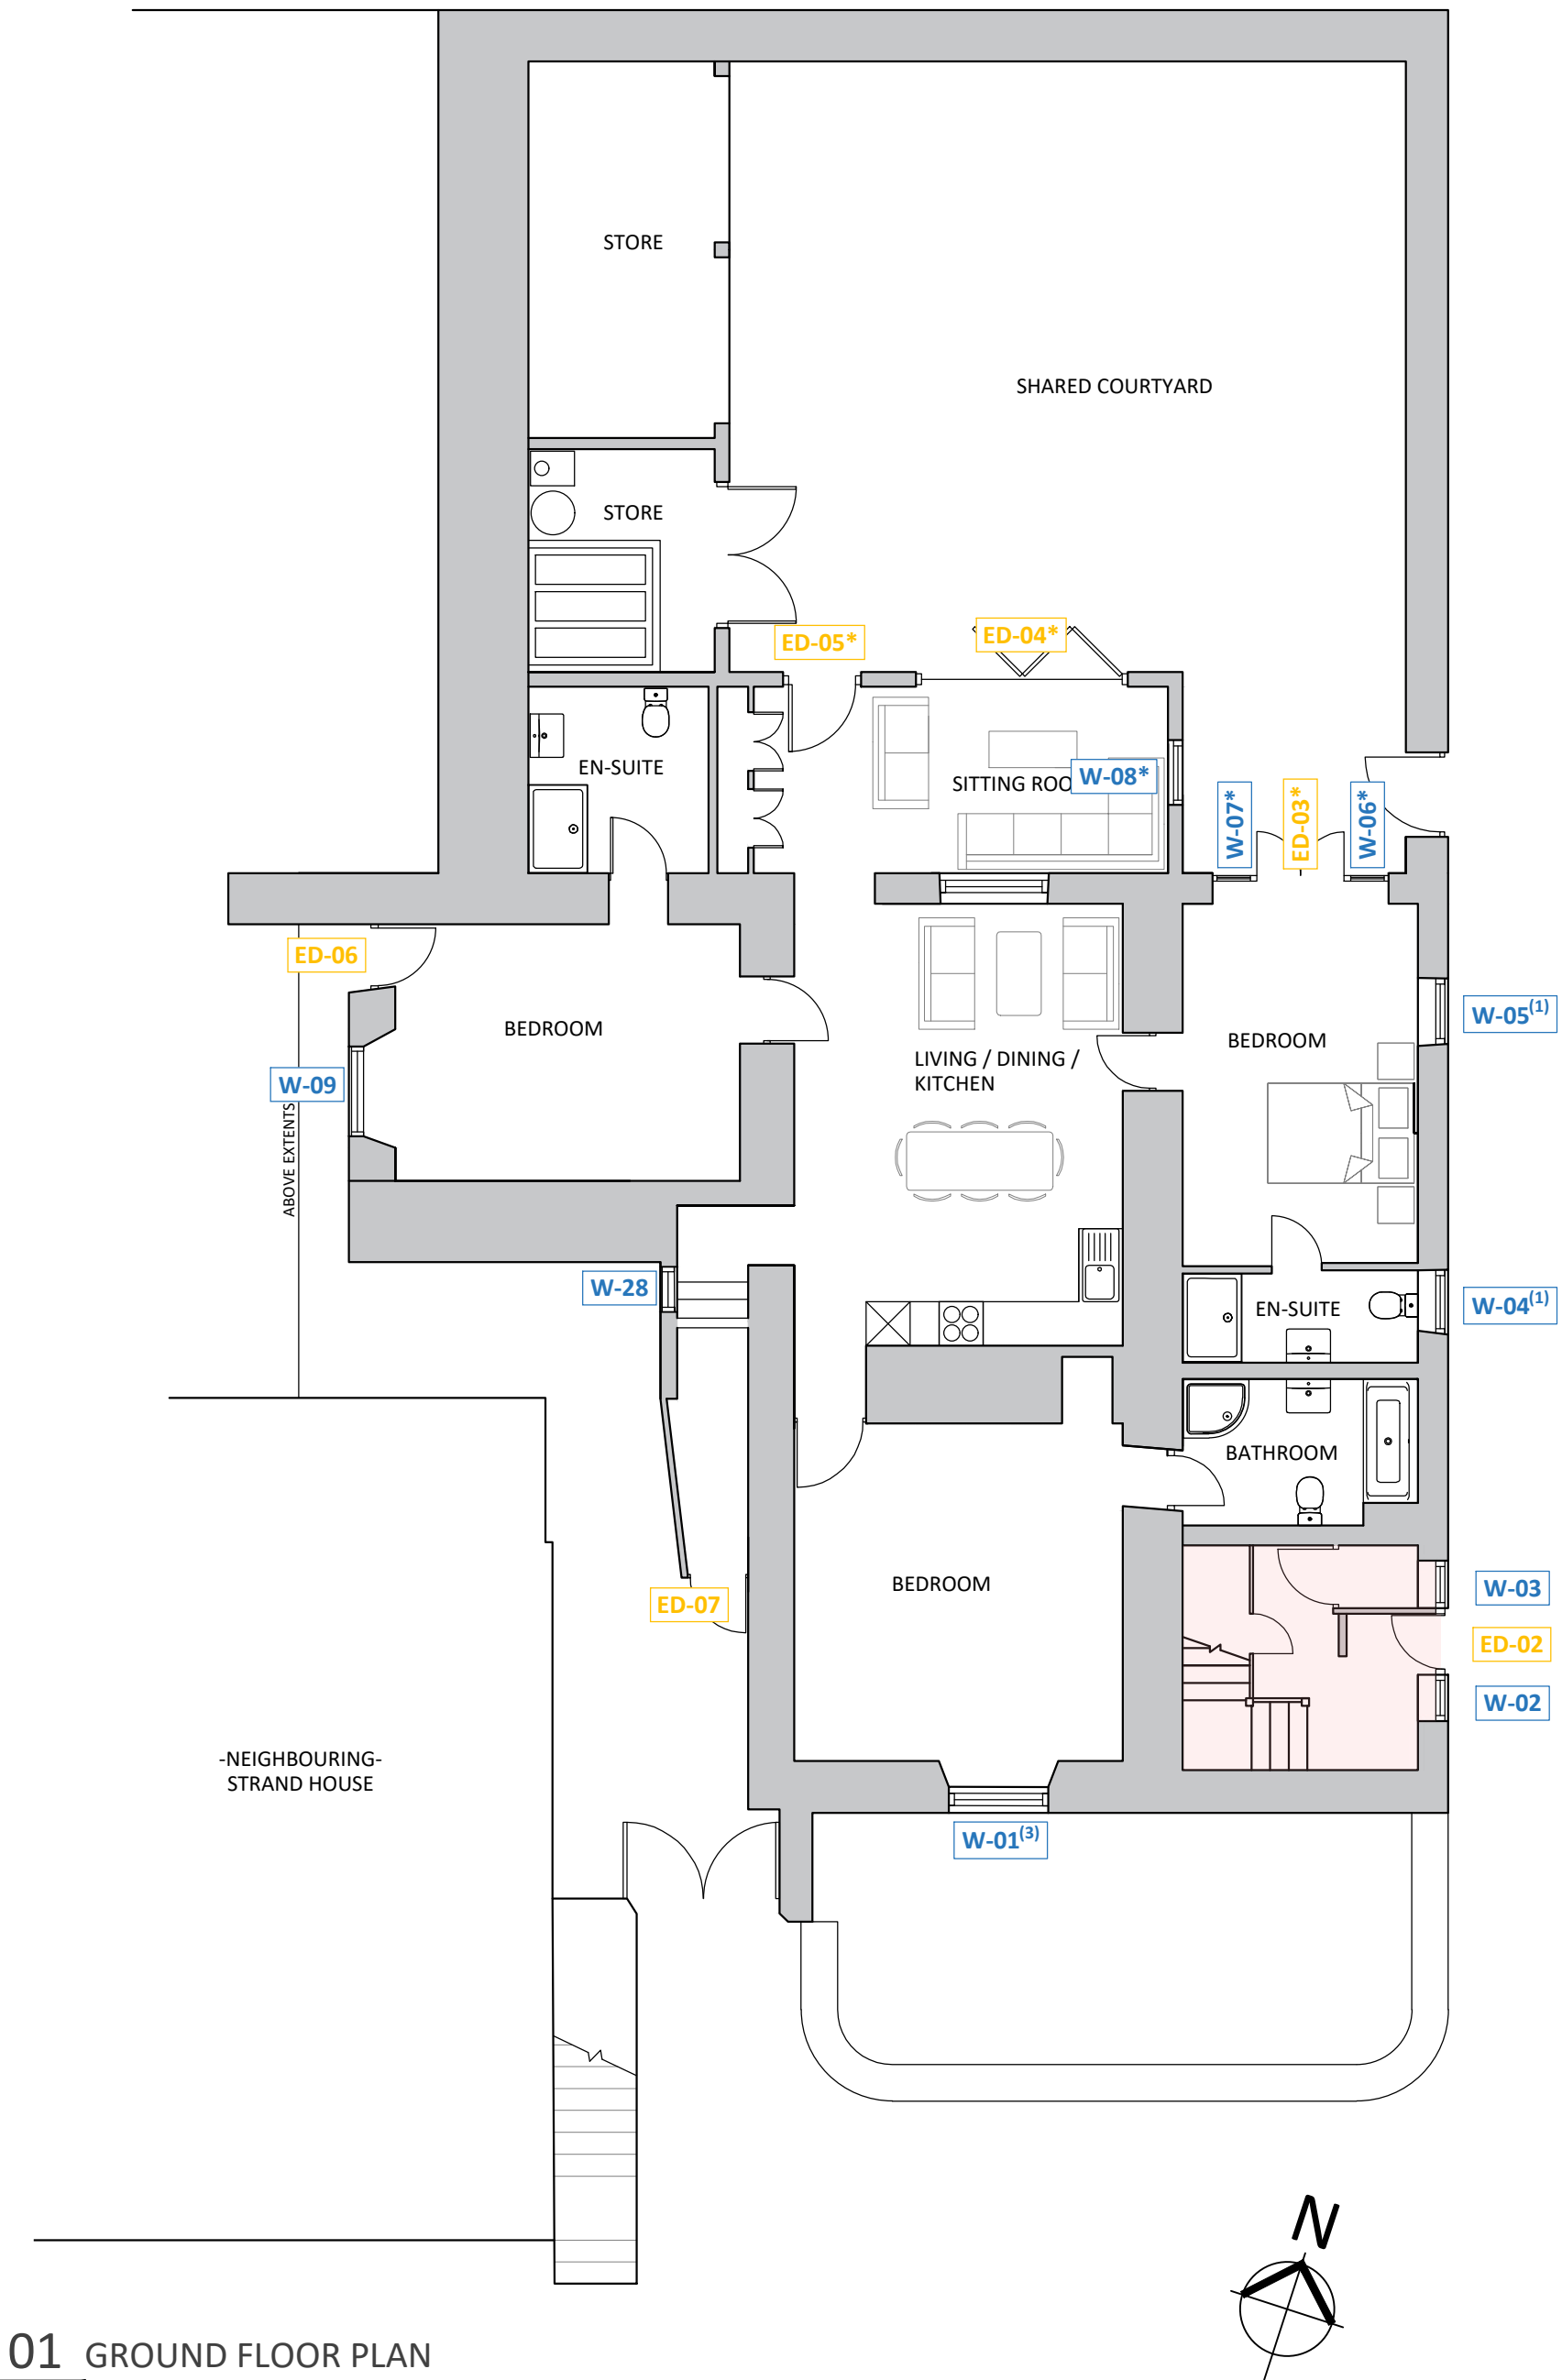 STORE
SHARED COURTYARD
STORE
ED-05*
ED-04*
EN-SUITE
SITTING ROO
W-08*
W-07*
ED-03*
W-06*
ED-06
BEDROOM
W-05(1)
BEDROOM
LIVING / DINING /
KITCHEN
W-09
ABOVE EXTENTS
W-28
EN-SUITE
W-04(1)
BATHROOM
BEDROOM
W-03
ED-07
ED-02
W-02
-NEIGHBOURING-
STRAND HOUSE
W-01(3)
N
01 GROUND FLOOR PLAN